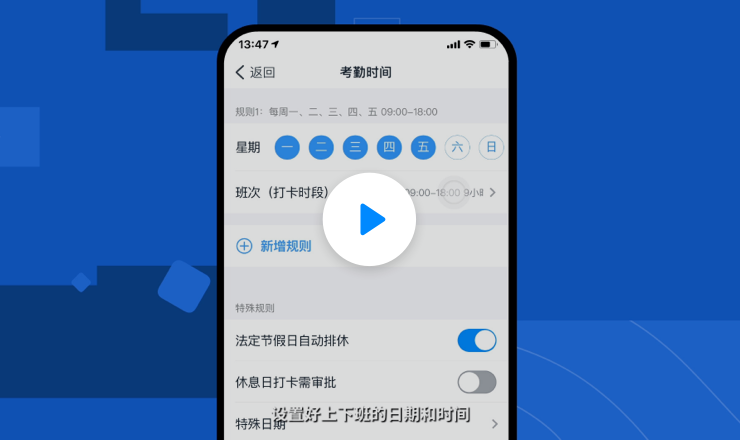 13:47
返回
考勤时间
规则1：每周一、二、三、四、五 09:00-18:00
星期 一 二 三 四 五 六 日
班次（打卡时段） 09:00-18:00 9小时
新增规则
特殊规则
法定节假日自动排休
休息日打卡需审批
特殊日期
设置好上下班的日期和时间